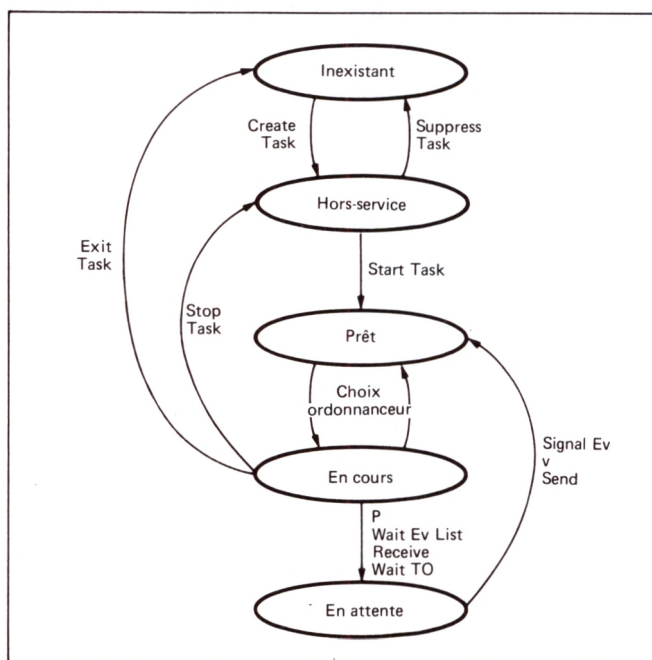 Inexistant
Create
Task
Suppress
Task
Hors-service
Exit
Task
Start Task
Stop
Task
Prêt
Choix
ordonnanceur
Signal Ev
v
Send
En cours
P
Wait Ev List
Receive
Wait TO
En attente